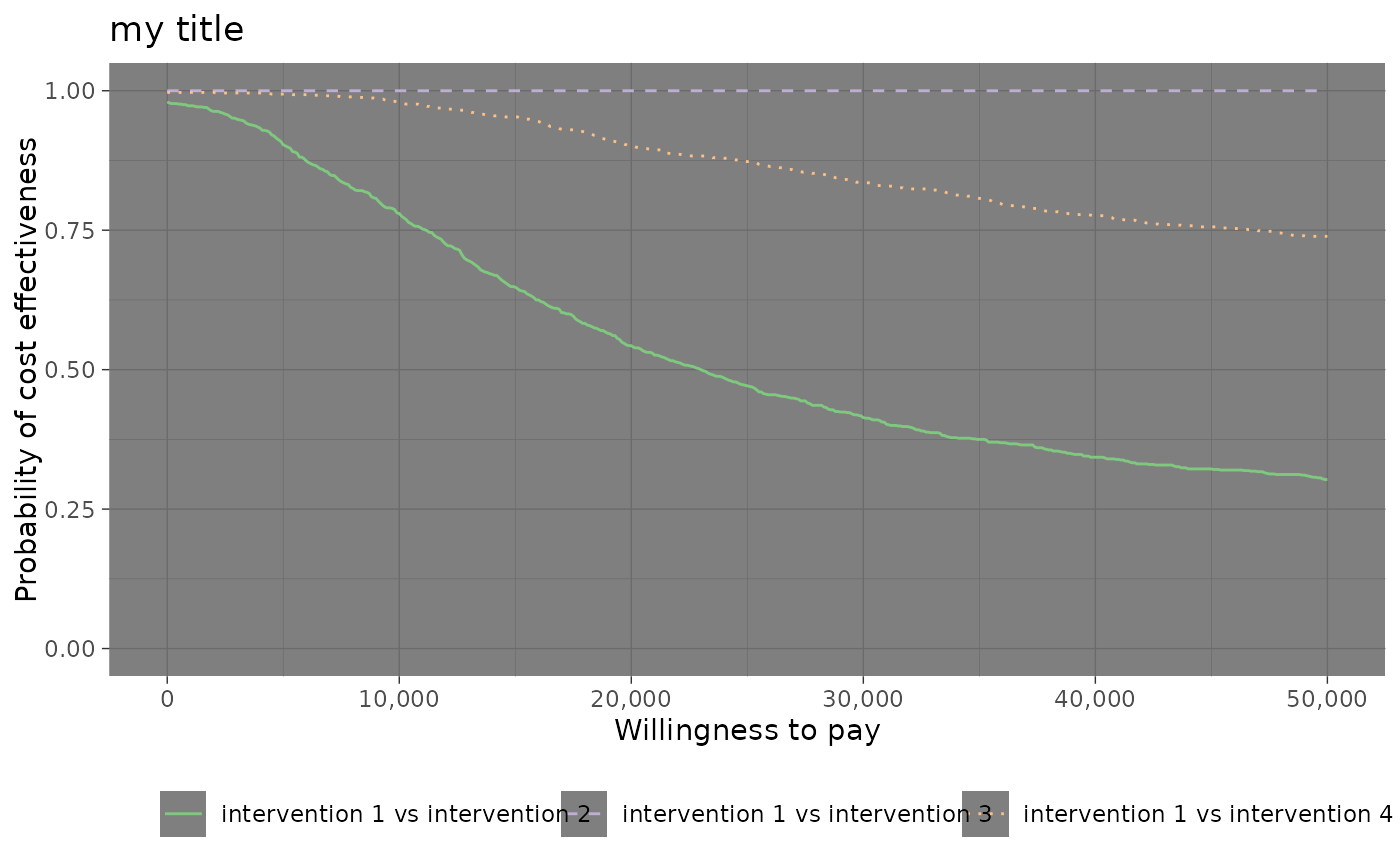 my title
Probability of cost effectiveness
1.00
0.75
0.50
0.25
0.00
0 10,000 20,000 30,000 40,000 50,000
Willingness to pay
intervention 1 vs intervention 2 intervention 1 vs intervention 3 intervention 1 vs intervention 4